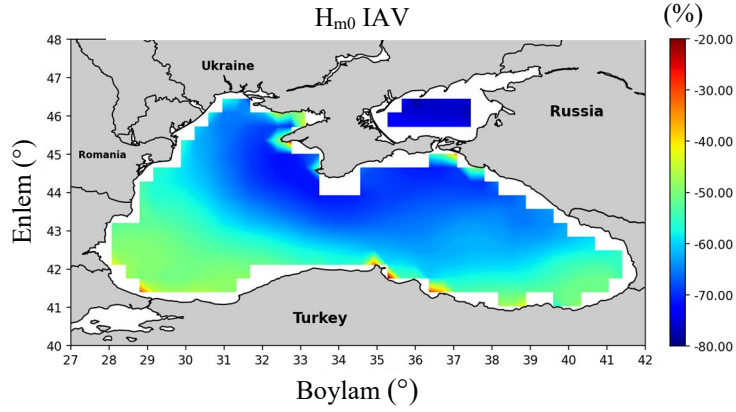 H_m0 IAV
(%)
48
47
46
45
44
43
42
41
40
Enlem (°)
Ukraine
Romania
Russia
Turkey
27 28 29 30 31 32 33 34 35 36 37 38 39 40 41 42
Boylam (°)
-20.00
-30.00
-40.00
-50.00
-60.00
-70.00
-80.00